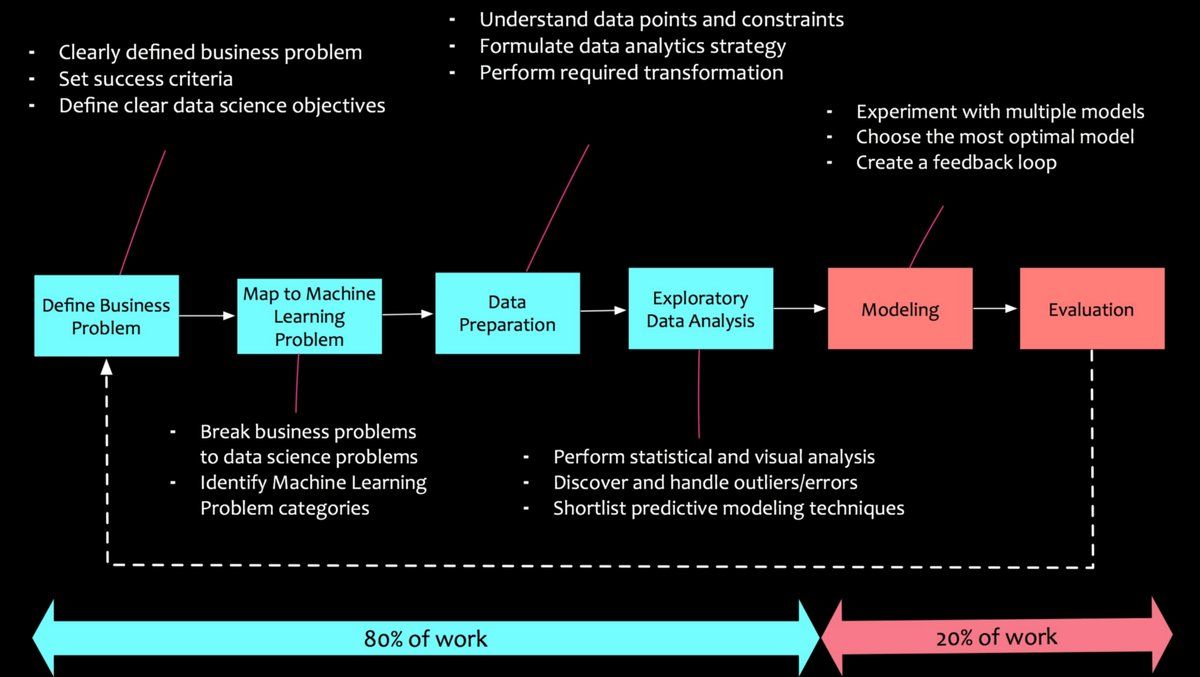 - Understand data points and constraints
- Formulate data analytics strategy
- Perform required transformation
- Clearly defined business problem
- Set success criteria
- Define clear data science objectives
- Experiment with multiple models
- Choose the most optimal model
- Create a feedback loop
Define Business
Problem
Map to Machine
Learning
Problem
Data
Preparation
Exploratory
Data Analysis
Modeling
Evaluation
- Break business problems
to data science problems
- Identify Machine Learning
Problem categories
- Perform statistical and visual analysis
- Discover and handle outliers/errors
- Shortlist predictive modeling techniques
80% of work
20% of work